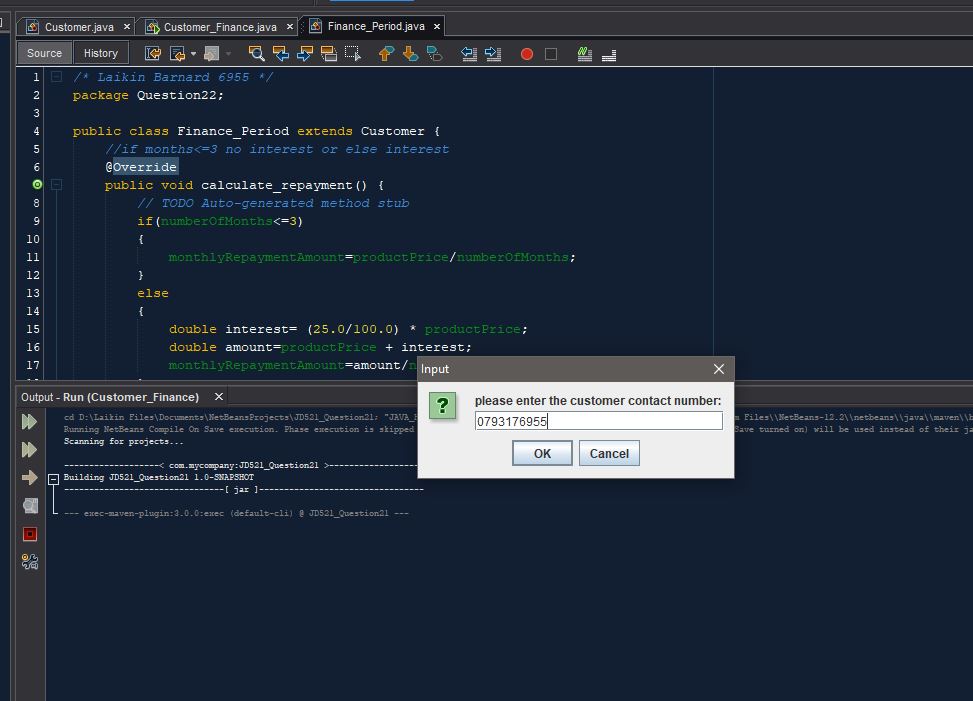 Customer.java × Customer_Finance.java × Finance_Period.java ×
Source History
1 /* Laikin Barnard 6955 */
2 package Question22;
3
4 public class Finance_Period extends Customer {
5 //if months<=3 no interest or else interest
6 @Override
public void calculate_repayment() {
8 // TODO Auto-generated method stub
9 if(numberOfMonths<=3)
10 {
11 monthlyRepaymentAmount=productPrice/numberOfMonths;
12 }
13 else
14 {
15 double interest= (25.0/100.0) * productPrice;
16 double amount=productPrice + interest;
17 monthlyRepaymentAmount=amount/
Input
please enter the customer contact number:
0793176955
OK Cancel
Output - Run (Customer_Finance) ×
cd D:\Laikin Files\Documents\NetBeansProjects\JD521_Question21; "JAVA_ Files\\NetBeans-12.2\\netbeans\\java\\maven\\
Running NetBeans Compile On Save execution. Phase execution is skipped Save turned on) will be used instead of their
Scanning for projects...
-------------------< com.mycompany:JD521_Question21 >------------------
Building JD521_Question21 1.0-SNAPSHOT
--------------------------------[ jar ]---------------------------------
--- exec-maven-plugin:3.0.0:exec (default-cli) @ JD521_Question21 ---